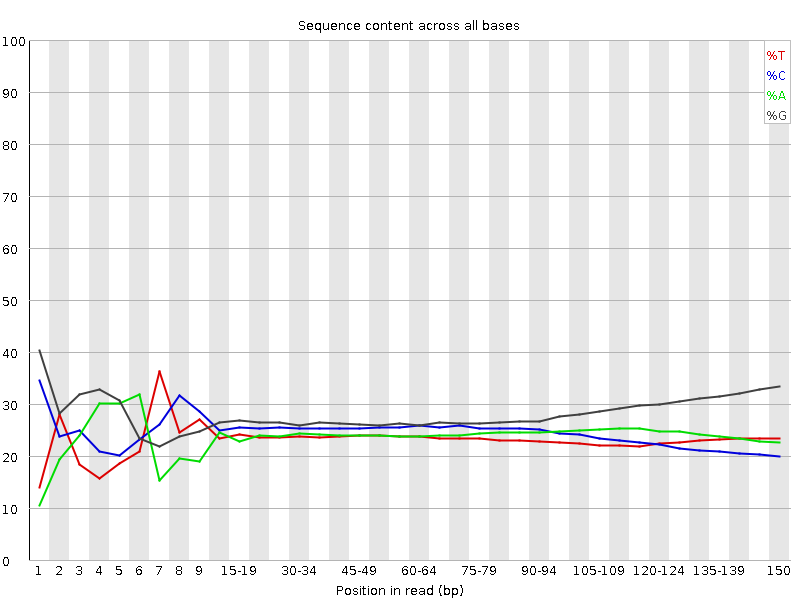 Sequence content across all bases
100
90
80
70
60
50
40
30
20
10
0
%T
%C
%A
%G
1 2 3 4 5 6 7 8 9 15-19 30-34 45-49 60-64 75-79 90-94 105-109 120-124 135-139 150
Position in read (bp)